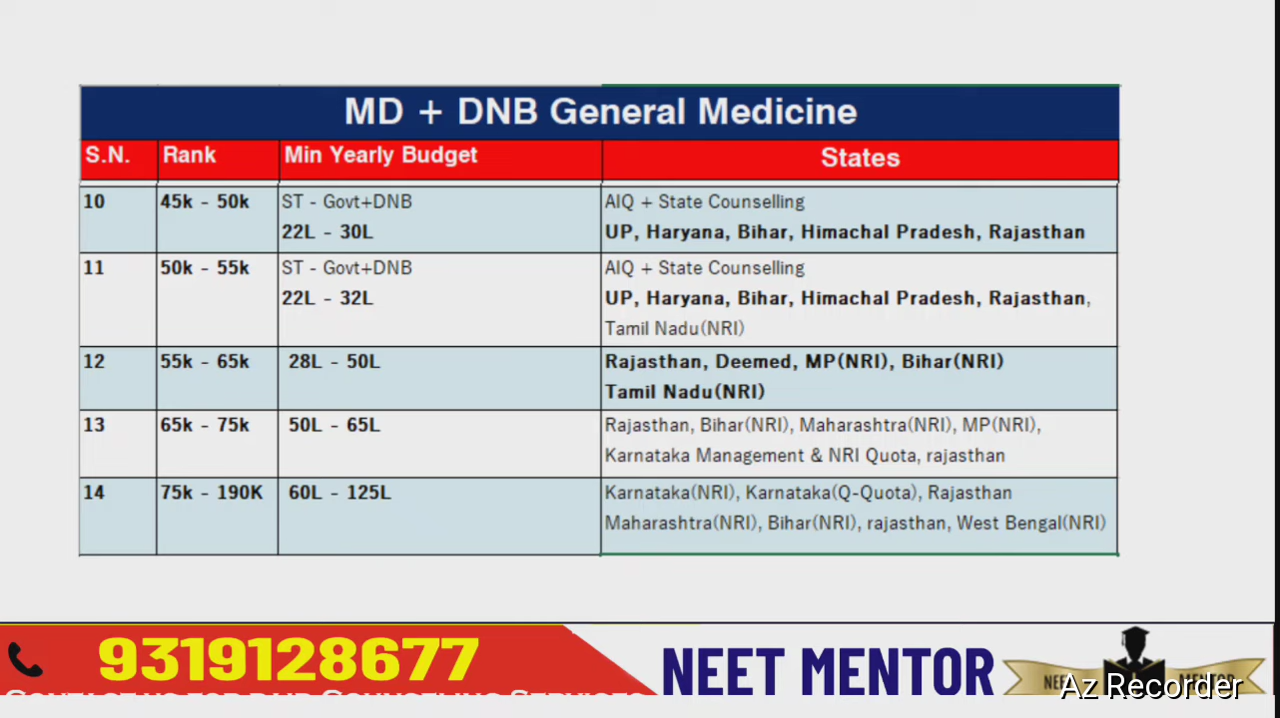 MD + DNB General Medicine
S.N. Rank Min Yearly Budget States
10 45k - 50k ST - Govt+DNB AIQ + State Counselling
22L - 30L UP, Haryana, Bihar, Himachal Pradesh, Rajasthan
11 50k - 55k ST - Govt+DNB AIQ + State Counselling
22L - 32L UP, Haryana, Bihar, Himachal Pradesh, Rajasthan,
Tamil Nadu(NRI)
12 55k - 65k 28L - 50L Rajasthan, Deemed, MP(NRI), Bihar(NRI)
Tamil Nadu(NRI)
13 65k - 75k 50L - 65L Rajasthan, Bihar(NRI), Maharashtra(NRI), MP(NRI),
Karnataka Management & NRI Quota, rajasthan
14 75k - 190K 60L - 125L Karnataka(NRI), Karnataka(Q-Quota), Rajasthan
Maharashtra(NRI), Bihar(NRI), rajasthan, West Bengal(NRI)
9319128677
NEET MENTOR
NEET MENTOR
Az Recorder